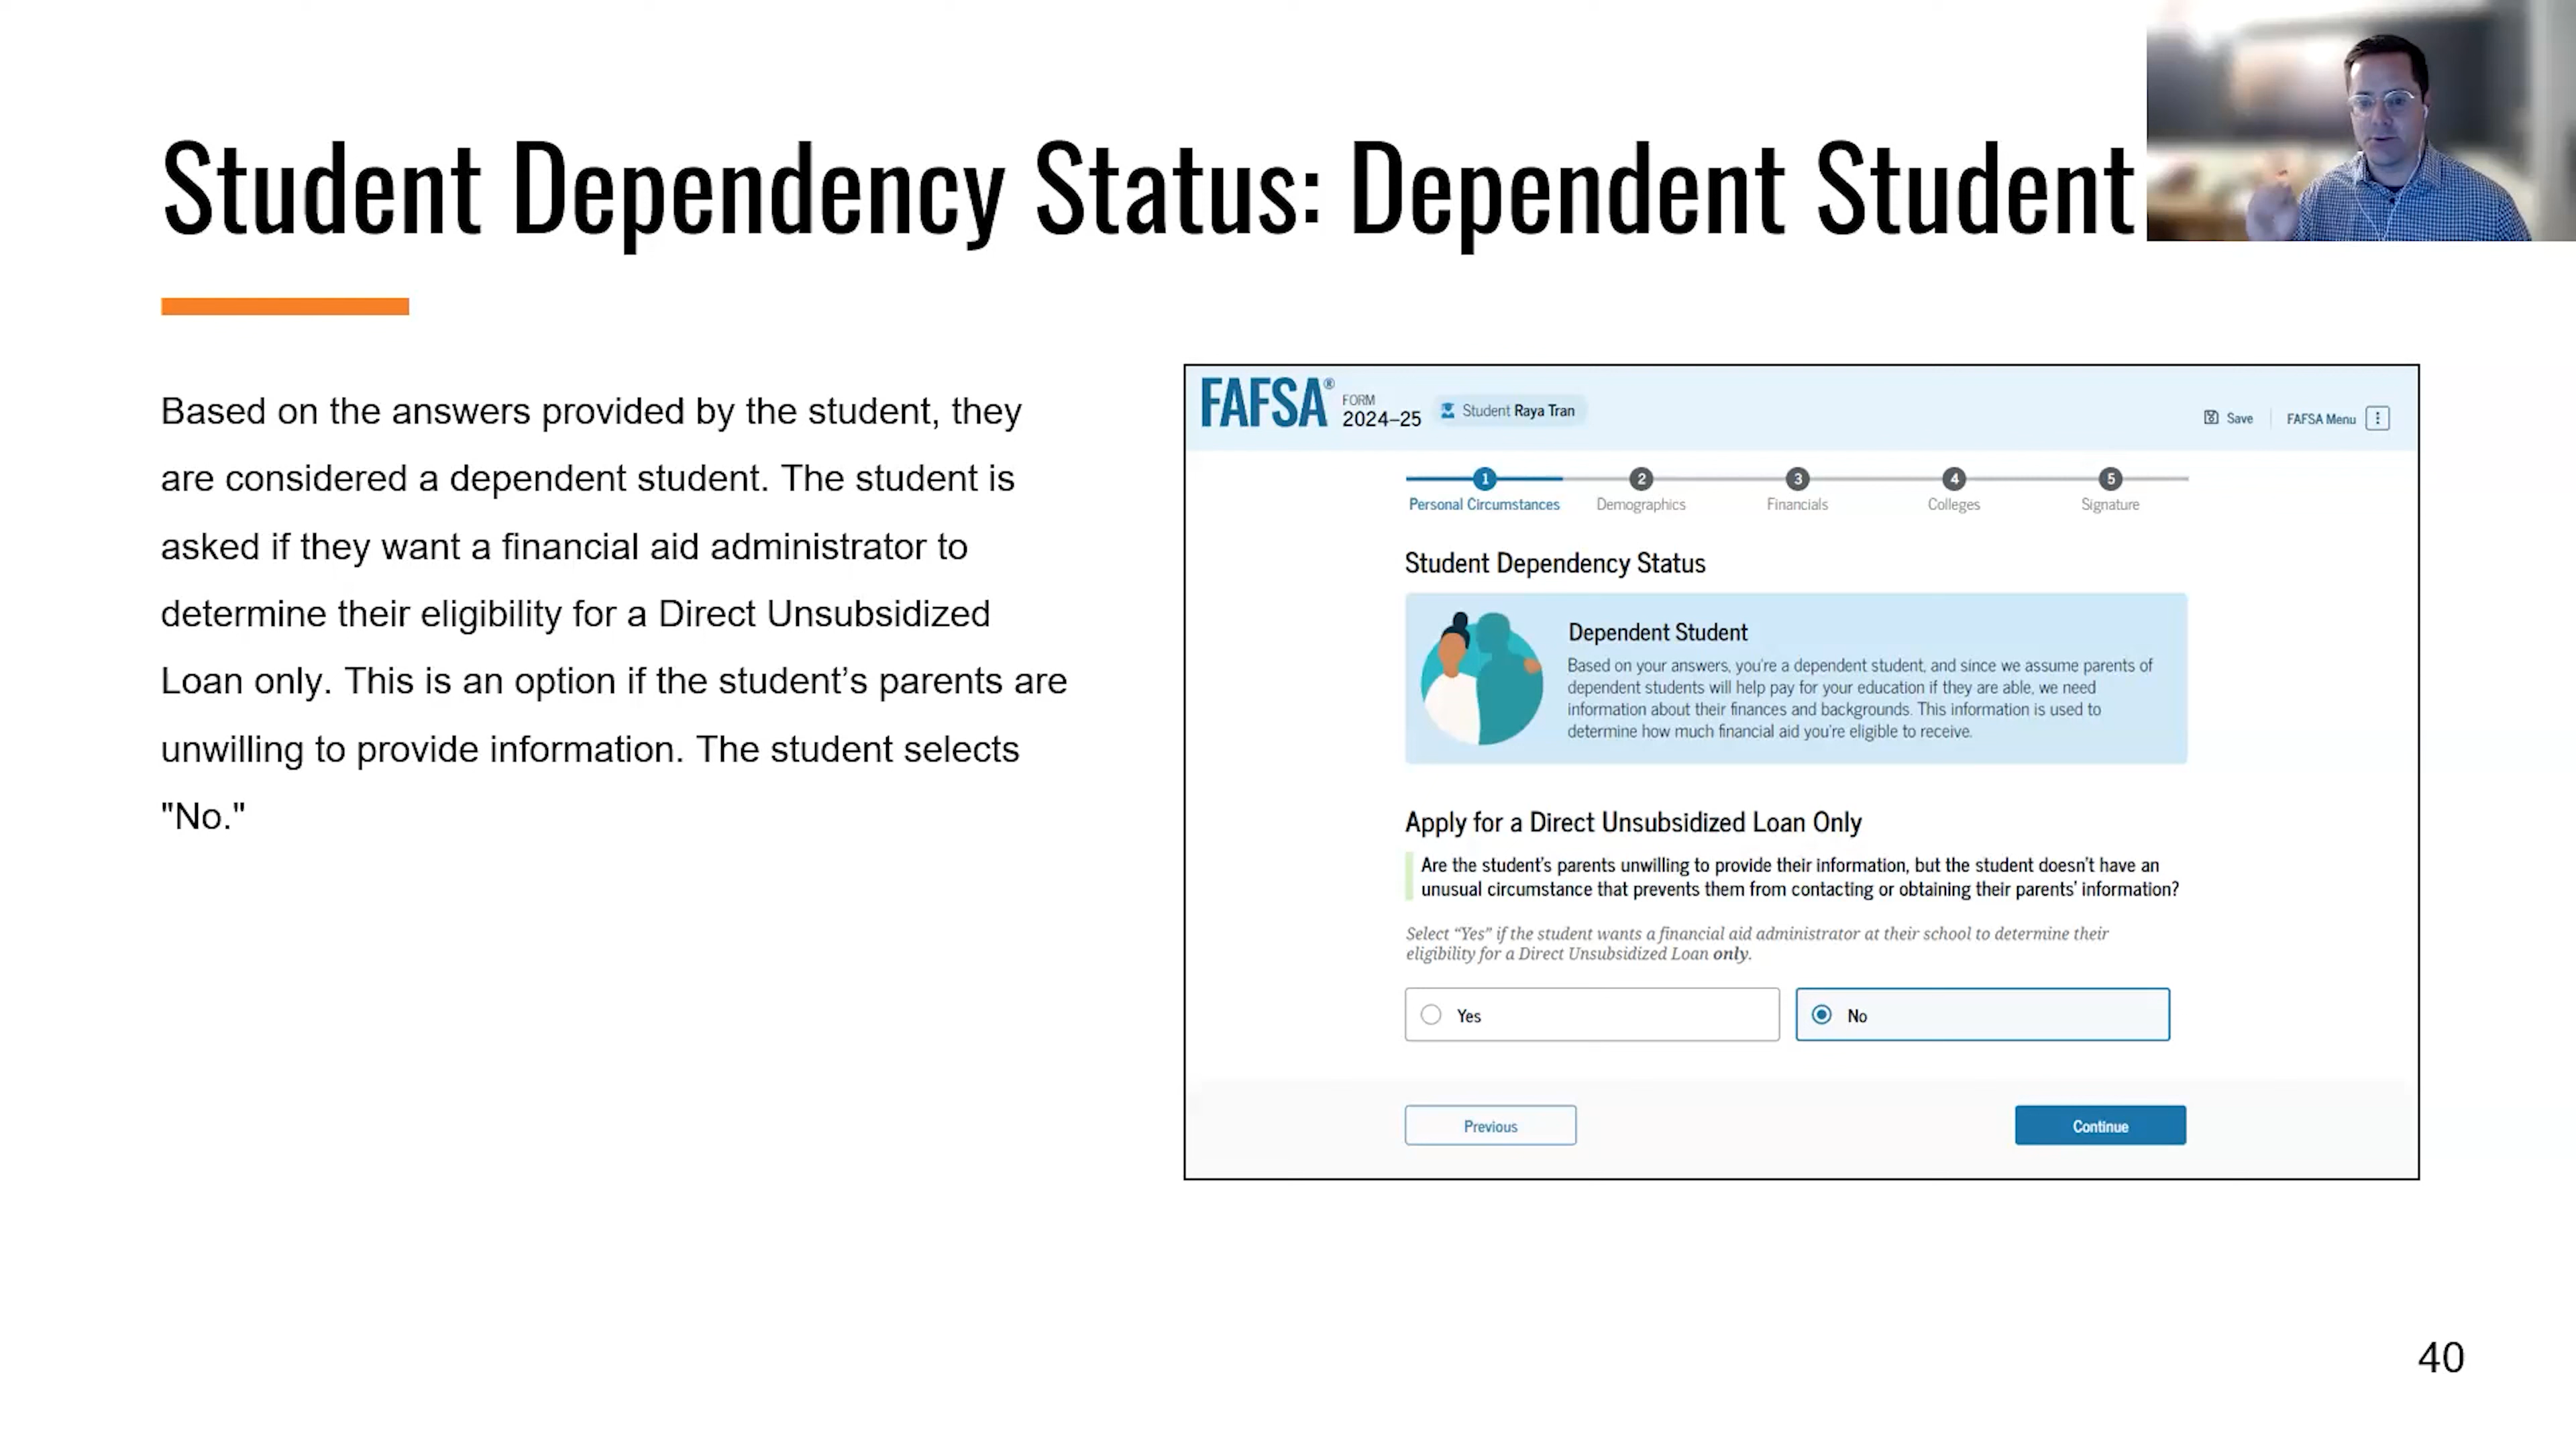 Student Dependency Status: Dependent Student
Based on the answers provided by the student, they
are considered a dependent student. The student is
asked if they want a financial aid administrator to
determine their eligibility for a Direct Unsubsidized
Loan only. This is an option if the student’s parents are
unwilling to provide information. The student selects
"No."
FAFSA® FORM 2024–25 Student Raya Tran Save FAFSA Menu
1 2 3 4 5
Personal Circumstances Demographics Financials Colleges Signature
Student Dependency Status
Dependent Student
Based on your answers, you're a dependent student, and since we assume parents of
dependent students will help pay for your education if they are able, we need
information about their finances and backgrounds. This information is used to
determine how much financial aid you're eligible to receive.
Apply for a Direct Unsubsidized Loan Only
Are the student's parents unwilling to provide their information, but the student doesn't have an
unusual circumstance that prevents them from contacting or obtaining their parents' information?
Select “Yes” if the student wants a financial aid administrator at their school to determine their
eligibility for a Direct Unsubsidized Loan only.
Yes No
Previous Continue
40